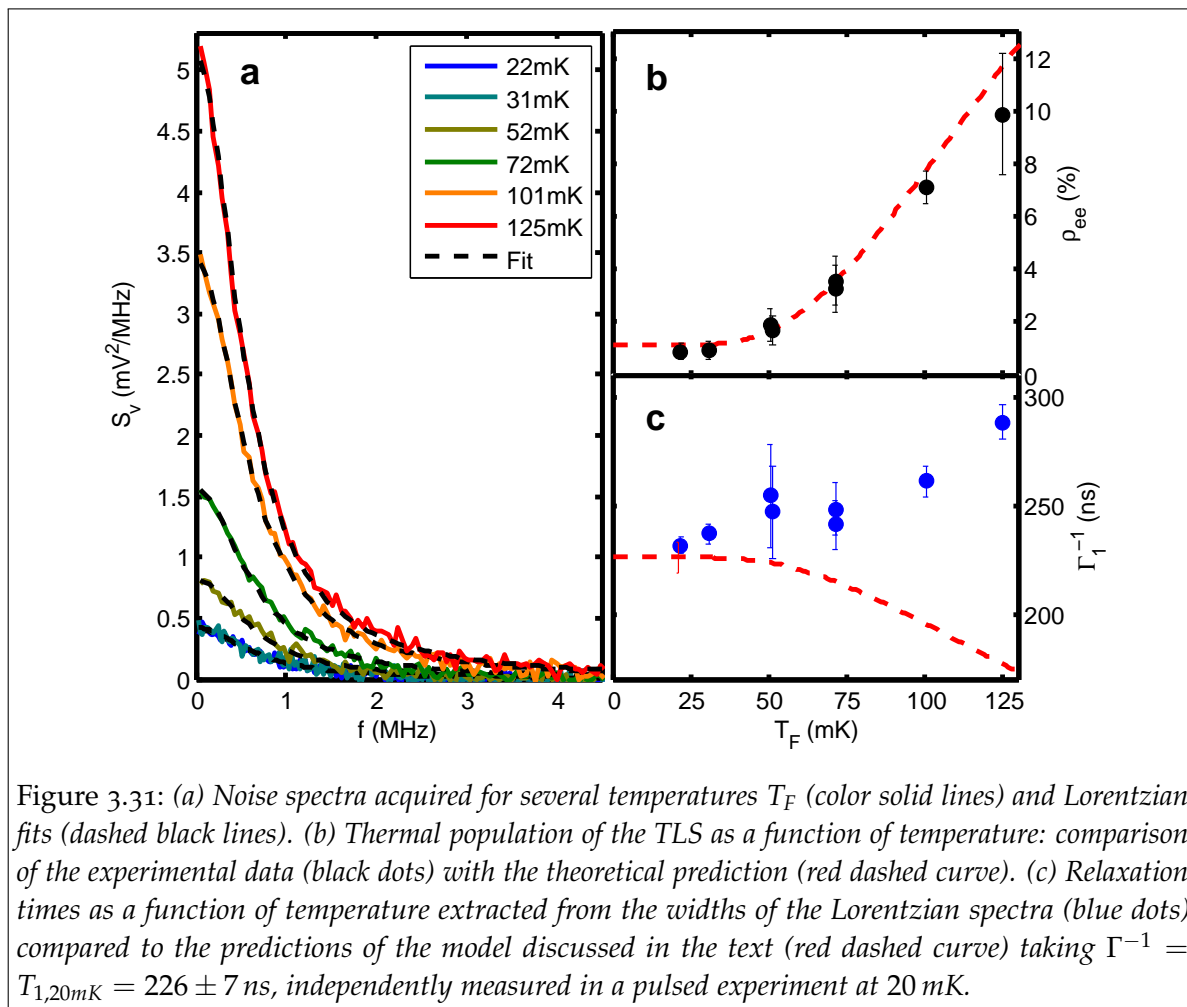 a
22mK
31mK
52mK
72mK
101mK
125mK
Fit
5
4.5
4
3.5
3
2.5
2
1.5
1
0.5
0
S_v (mV²/MHz)
0 1 2 3 4
f (MHz)
b
12
10
8
6
4
2
0
ρ_ee (%)
c
300
250
200
Γ₁⁻¹ (ns)
0 25 50 75 100 125
T_F (mK)
Figure 3.31: (a) Noise spectra acquired for several temperatures T_F (color solid lines) and Lorentzian
fits (dashed black lines). (b) Thermal population of the TLS as a function of temperature: comparison
of the experimental data (black dots) with the theoretical prediction (red dashed curve). (c) Relaxation
times as a function of temperature extracted from the widths of the Lorentzian spectra (blue dots)
compared to the predictions of the model discussed in the text (red dashed curve) taking Γ⁻¹ =
T_{1,20mK} = 226 ± 7 ns, independently measured in a pulsed experiment at 20 mK.